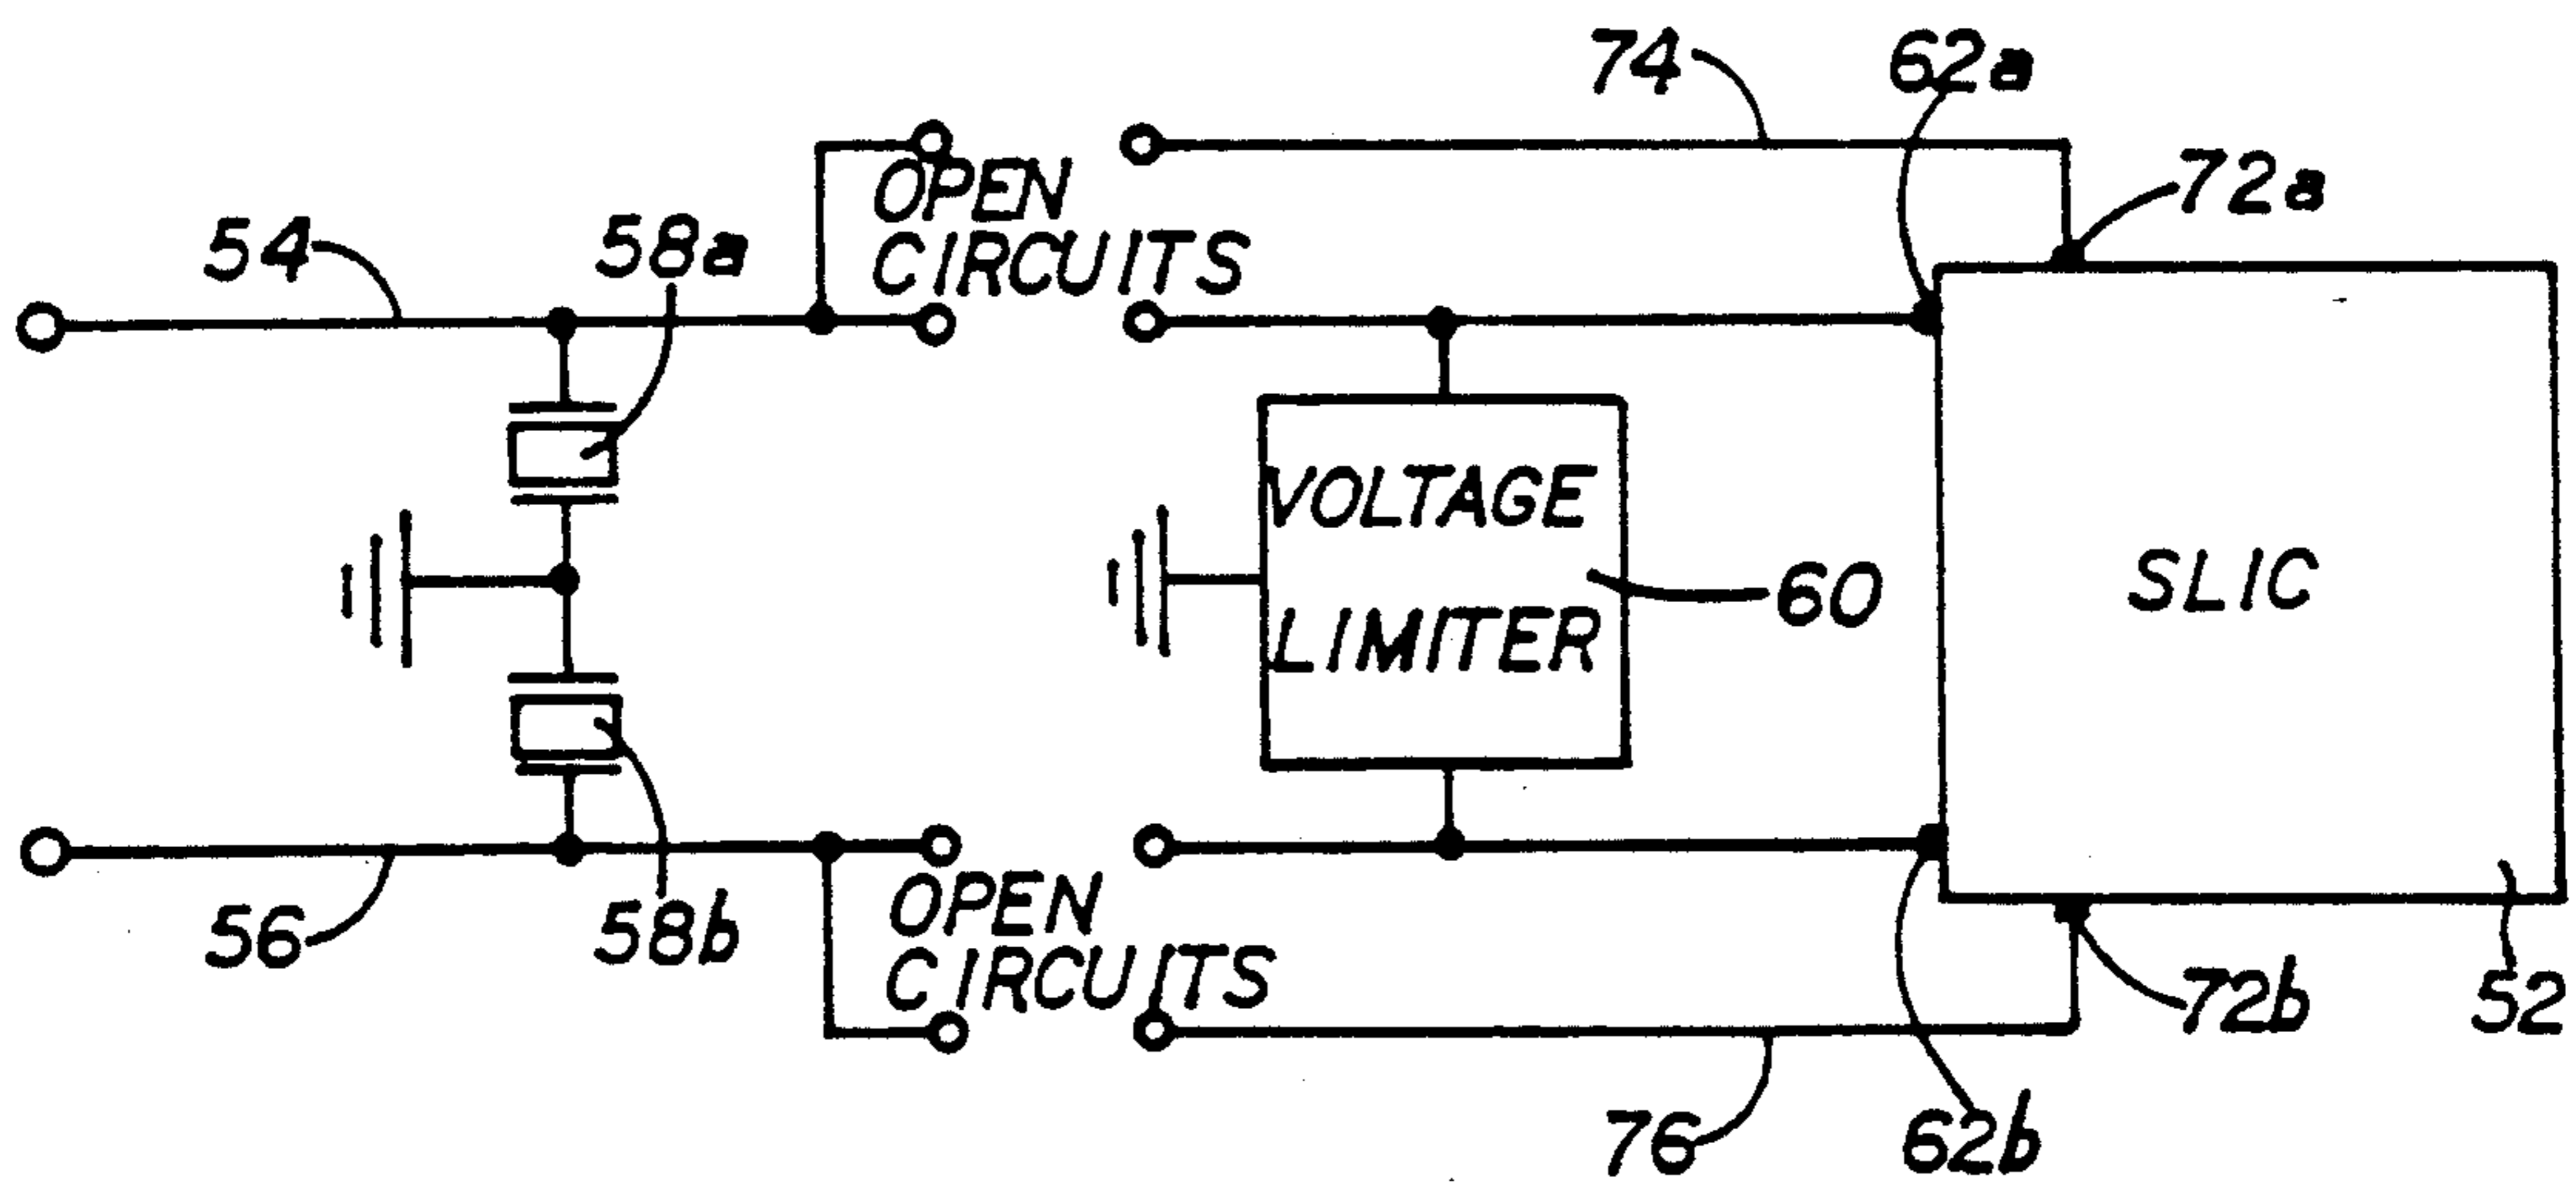 74
62a
OPEN
CIRCUITS
72a
54
58a
VOLTAGE
LIMITER
60
SLIC
56
58b
OPEN
CIRCUITS
72b
52
76
62b